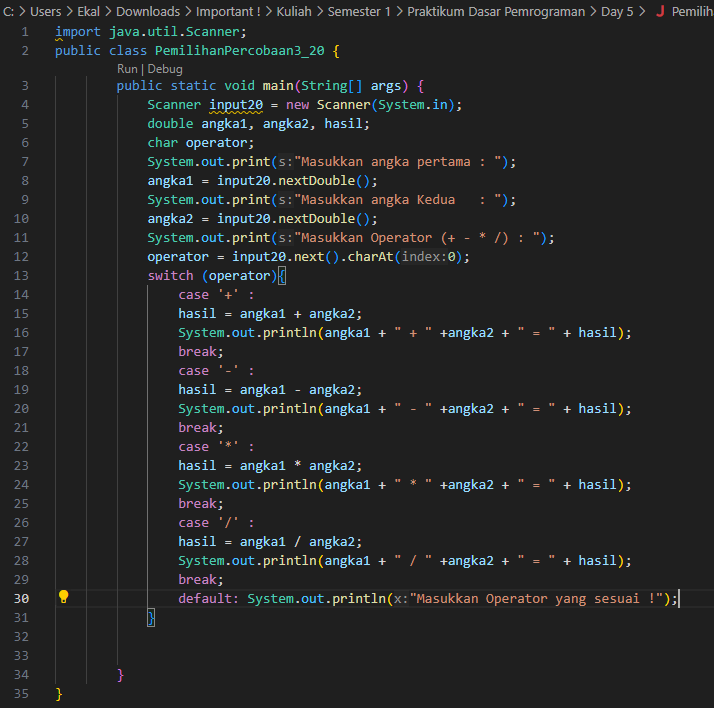 C: > Users > Ekal > Downloads > Important ! > Kuliah > Semester 1 > Praktikum Dasar Pemrograman > Day 5 > J Pemilih
1 import java.util.Scanner;
2 public class PemilihanPercobaan3_20 {
Run | Debug
3 public static void main(String[] args) {
4 Scanner input20 = new Scanner(System.in);
5 double angka1, angka2, hasil;
6 char operator;
7 System.out.print(s:"Masukkan angka pertama : ");
8 angka1 = input20.nextDouble();
9 System.out.print(s:"Masukkan angka Kedua   : ");
10 angka2 = input20.nextDouble();
11 System.out.print(s:"Masukkan Operator (+ - * /) : ");
12 operator = input20.next().charAt(index:0);
13 switch (operator){
14 case '+' :
15 hasil = angka1 + angka2;
16 System.out.println(angka1 + " + " +angka2 + " = " + hasil);
17 break;
18 case '-' :
19 hasil = angka1 - angka2;
20 System.out.println(angka1 + " - " +angka2 + " = " + hasil);
21 break;
22 case '*' :
23 hasil = angka1 * angka2;
24 System.out.println(angka1 + " * " +angka2 + " = " + hasil);
25 break;
26 case '/' :
27 hasil = angka1 / angka2;
28 System.out.println(angka1 + " / " +angka2 + " = " + hasil);
29 break;
30 default: System.out.println(x:"Masukkan Operator yang sesuai !");
31 }
32
33
34 }
35 }